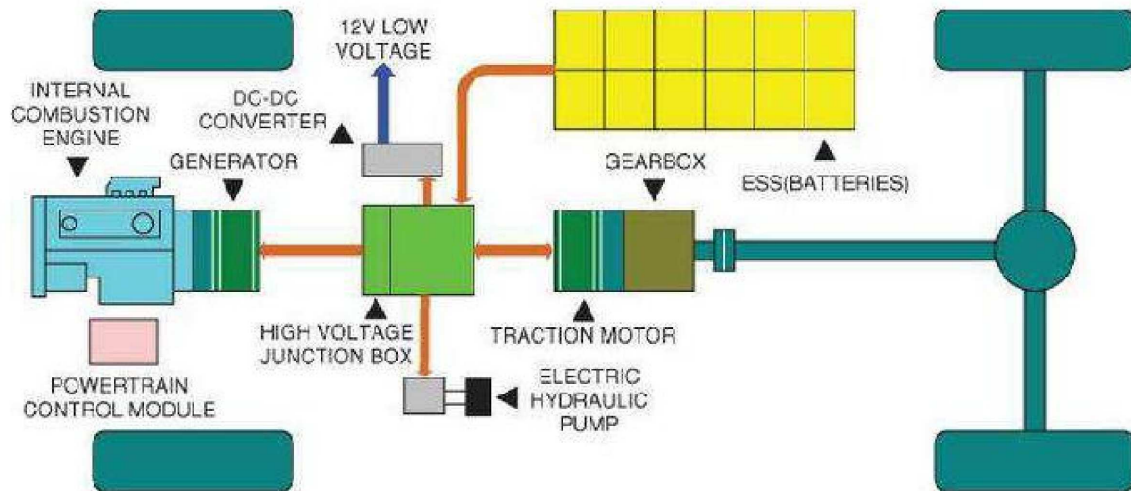 12V LOW
VOLTAGE
INTERNAL
COMBUSTION
ENGINE
DC-DC
CONVERTER
GENERATOR
GEARBOX
ESS(BATTERIES)
HIGH VOLTAGE
JUNCTION BOX
TRACTION MOTOR
POWERTRAIN
CONTROL MODULE
ELECTRIC
HYDRAULIC
PUMP